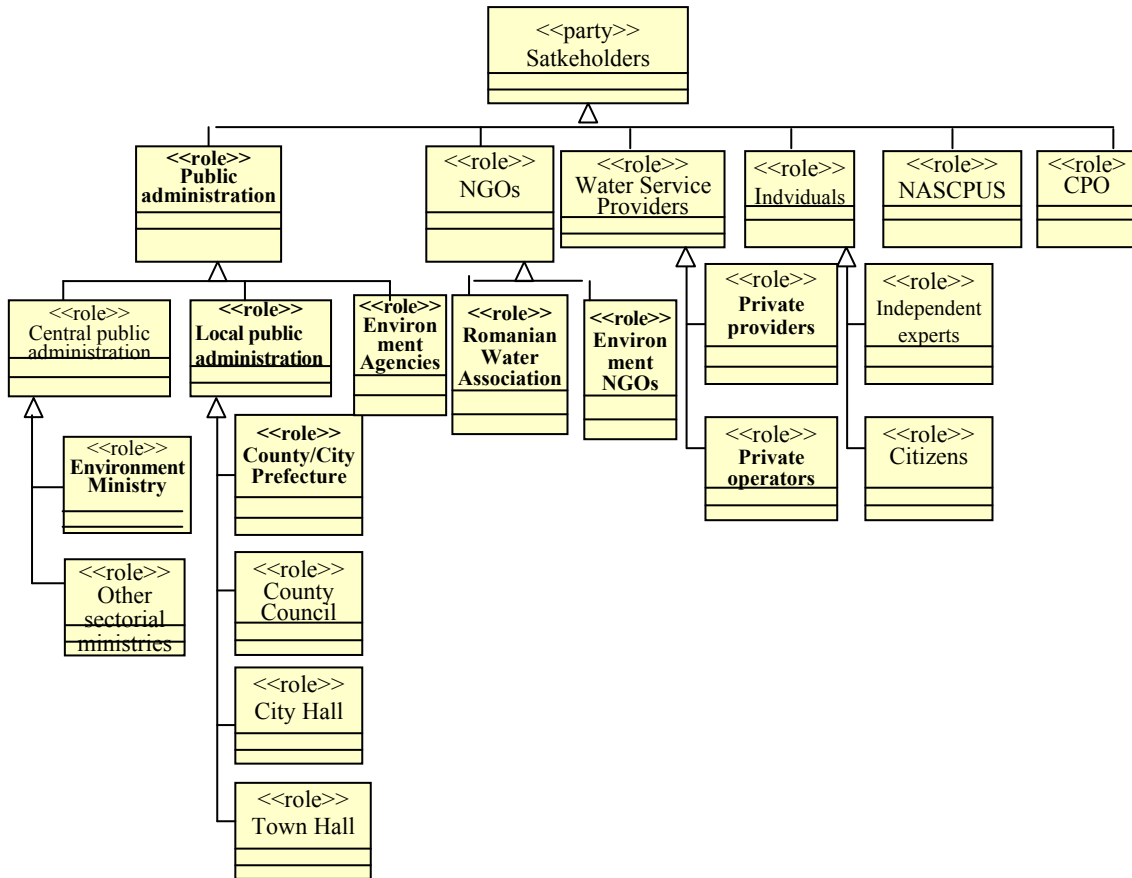 <<party>>
Satkeholders
<<role>>
Public
administration
<<role>>
NGOs
<<role>>
Water Service
Providers
<<role>>
Indviduals
<<role>>
NASCPUS
<<role>
CPO
<<role>>
Central public
administration
<<role>>
Local public
administration
<<role>>
Environ
ment
Agencies
<<role>>
Romanian
Water
Association
<<role>>
Environ
ment
NGOs
<<role>>
Private
providers
<<role>>
Independent
experts
<<role>>
Environment
Ministry
<<role>>
County/City
Prefecture
<<role>>
Private
operators
<<role>>
Citizens
<<role>>
Other
sectorial
ministries
<<role>>
County
Council
<<role>>
City Hall
<<role>>
Town Hall